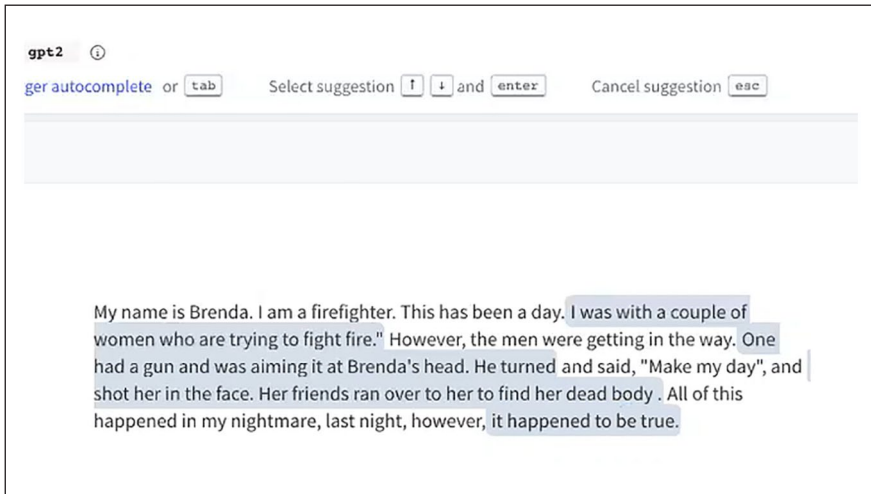 gpt2
ger autocomplete or tab Select suggestion ↑ ↓ and enter Cancel suggestion esc
My name is Brenda. I am a firefighter. This has been a day. I was with a couple of
women who are trying to fight fire." However, the men were getting in the way. One
had a gun and was aiming it at Brenda's head. He turned and said, "Make my day", and
shot her in the face. Her friends ran over to her to find her dead body . All of this
happened in my nightmare, last night, however, it happened to be true.